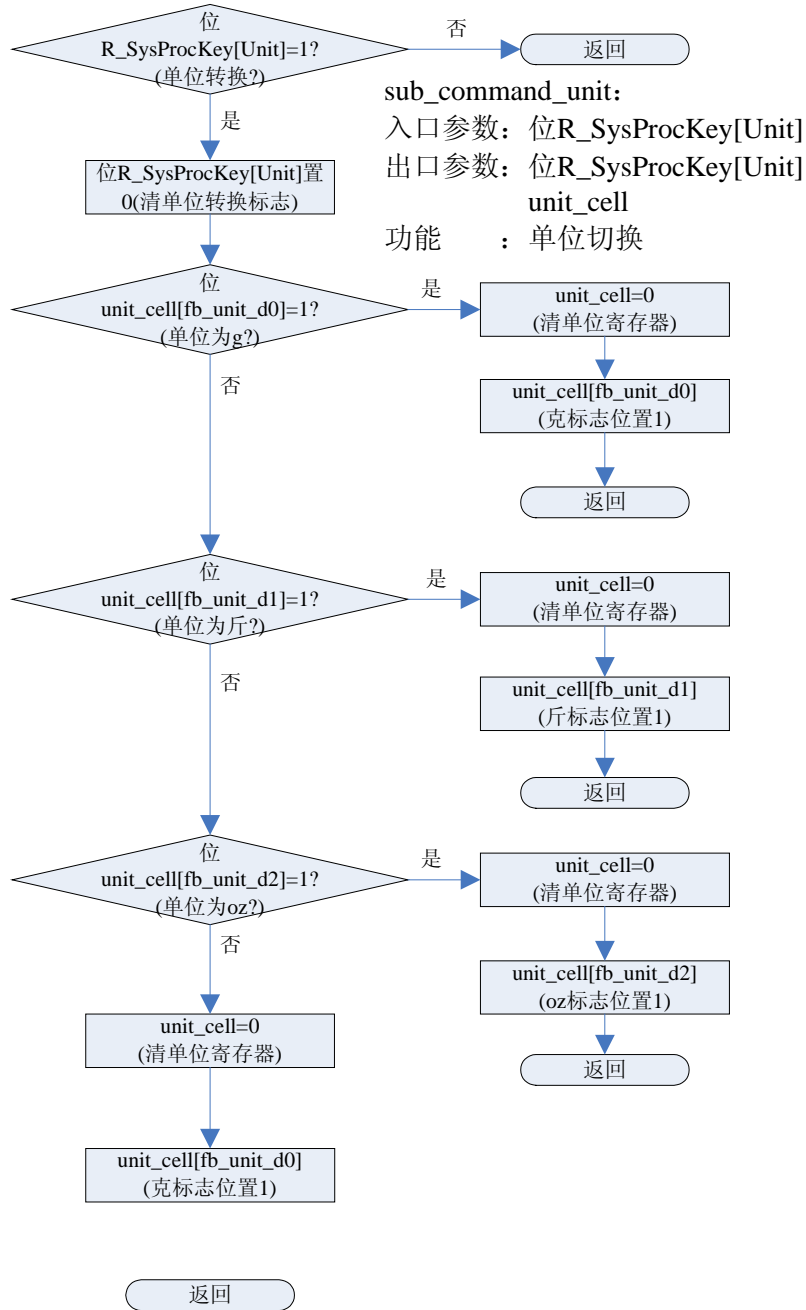 位
R_SysProcKey[Unit]=1?
(单位转换?)
否
返回
sub_command_unit：
入口参数：位R_SysProcKey[Unit]
出口参数：位R_SysProcKey[Unit]
unit_cell
功能 ：单位切换
是
位R_SysProcKey[Unit]置
0(清单位转换标志)
位
unit_cell[fb_unit_d0]=1?
(单位为g?)
是
unit_cell=0
(清单位寄存器)
unit_cell[fb_unit_d0]
(克标志位置1)
返回
否
位
unit_cell[fb_unit_d1]=1?
(单位为斤?)
是
unit_cell=0
(清单位寄存器)
unit_cell[fb_unit_d1]
(斤标志位置1)
返回
否
位
unit_cell[fb_unit_d2]=1?
(单位为oz?)
是
unit_cell=0
(清单位寄存器)
unit_cell[fb_unit_d2]
(oz标志位置1)
返回
否
unit_cell=0
(清单位寄存器)
unit_cell[fb_unit_d0]
(克标志位置1)
返回